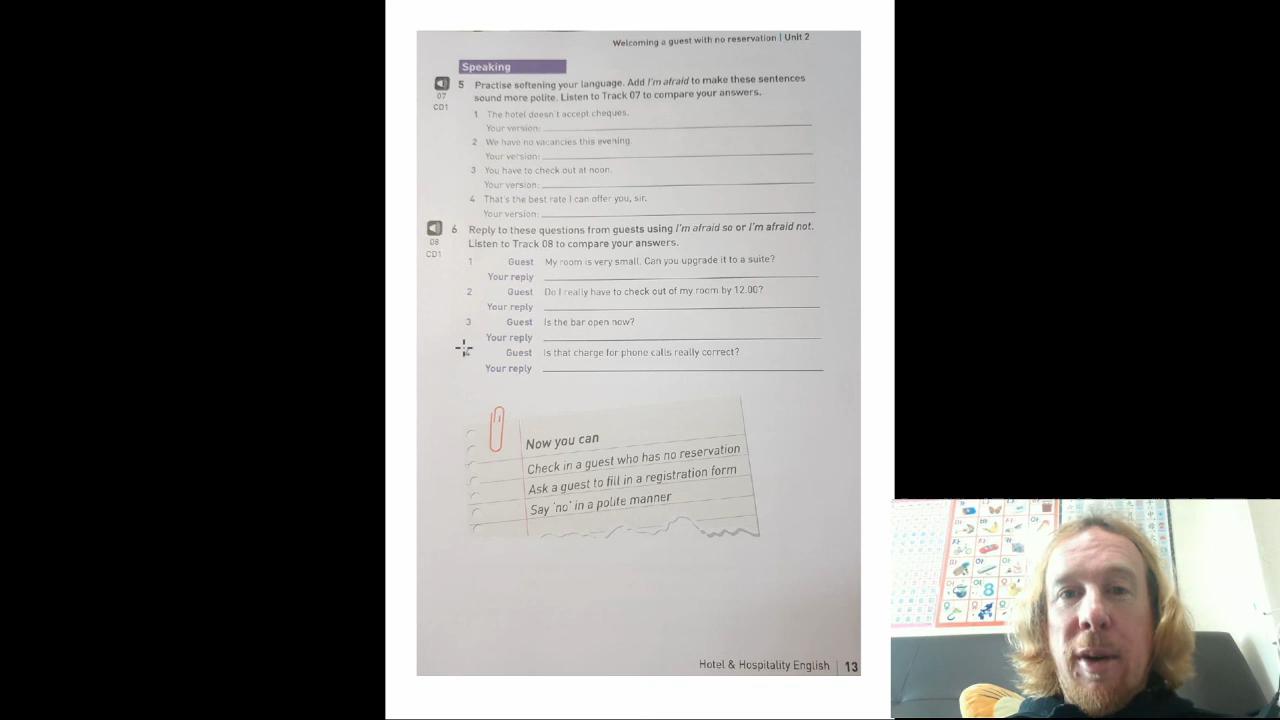 Welcoming a guest with no reservation | Unit 2
Speaking
5 Practise softening your language. Add I'm afraid to make these sentences
sound more polite. Listen to Track 07 to compare your answers.
07
CD1
1 The hotel doesn't accept cheques.
Your version:
2 We have no vacancies this evening.
Your version:
3 You have to check out at noon.
Your version:
4 That's the best rate I can offer you, sir.
Your version:
6 Reply to these questions from guests using I'm afraid so or I'm afraid not.
Listen to Track 08 to compare your answers.
08
CD1
1 Guest My room is very small. Can you upgrade it to a suite?
Your reply
2 Guest Do I really have to check out of my room by 12.00?
Your reply
3 Guest Is the bar open now?
Your reply
Guest Is that charge for phone calls really correct?
Your reply
Now you can
Check in a guest who has no reservation
Ask a guest to fill in a registration form
Say 'no' in a polite manner
Hotel & Hospitality English | 13